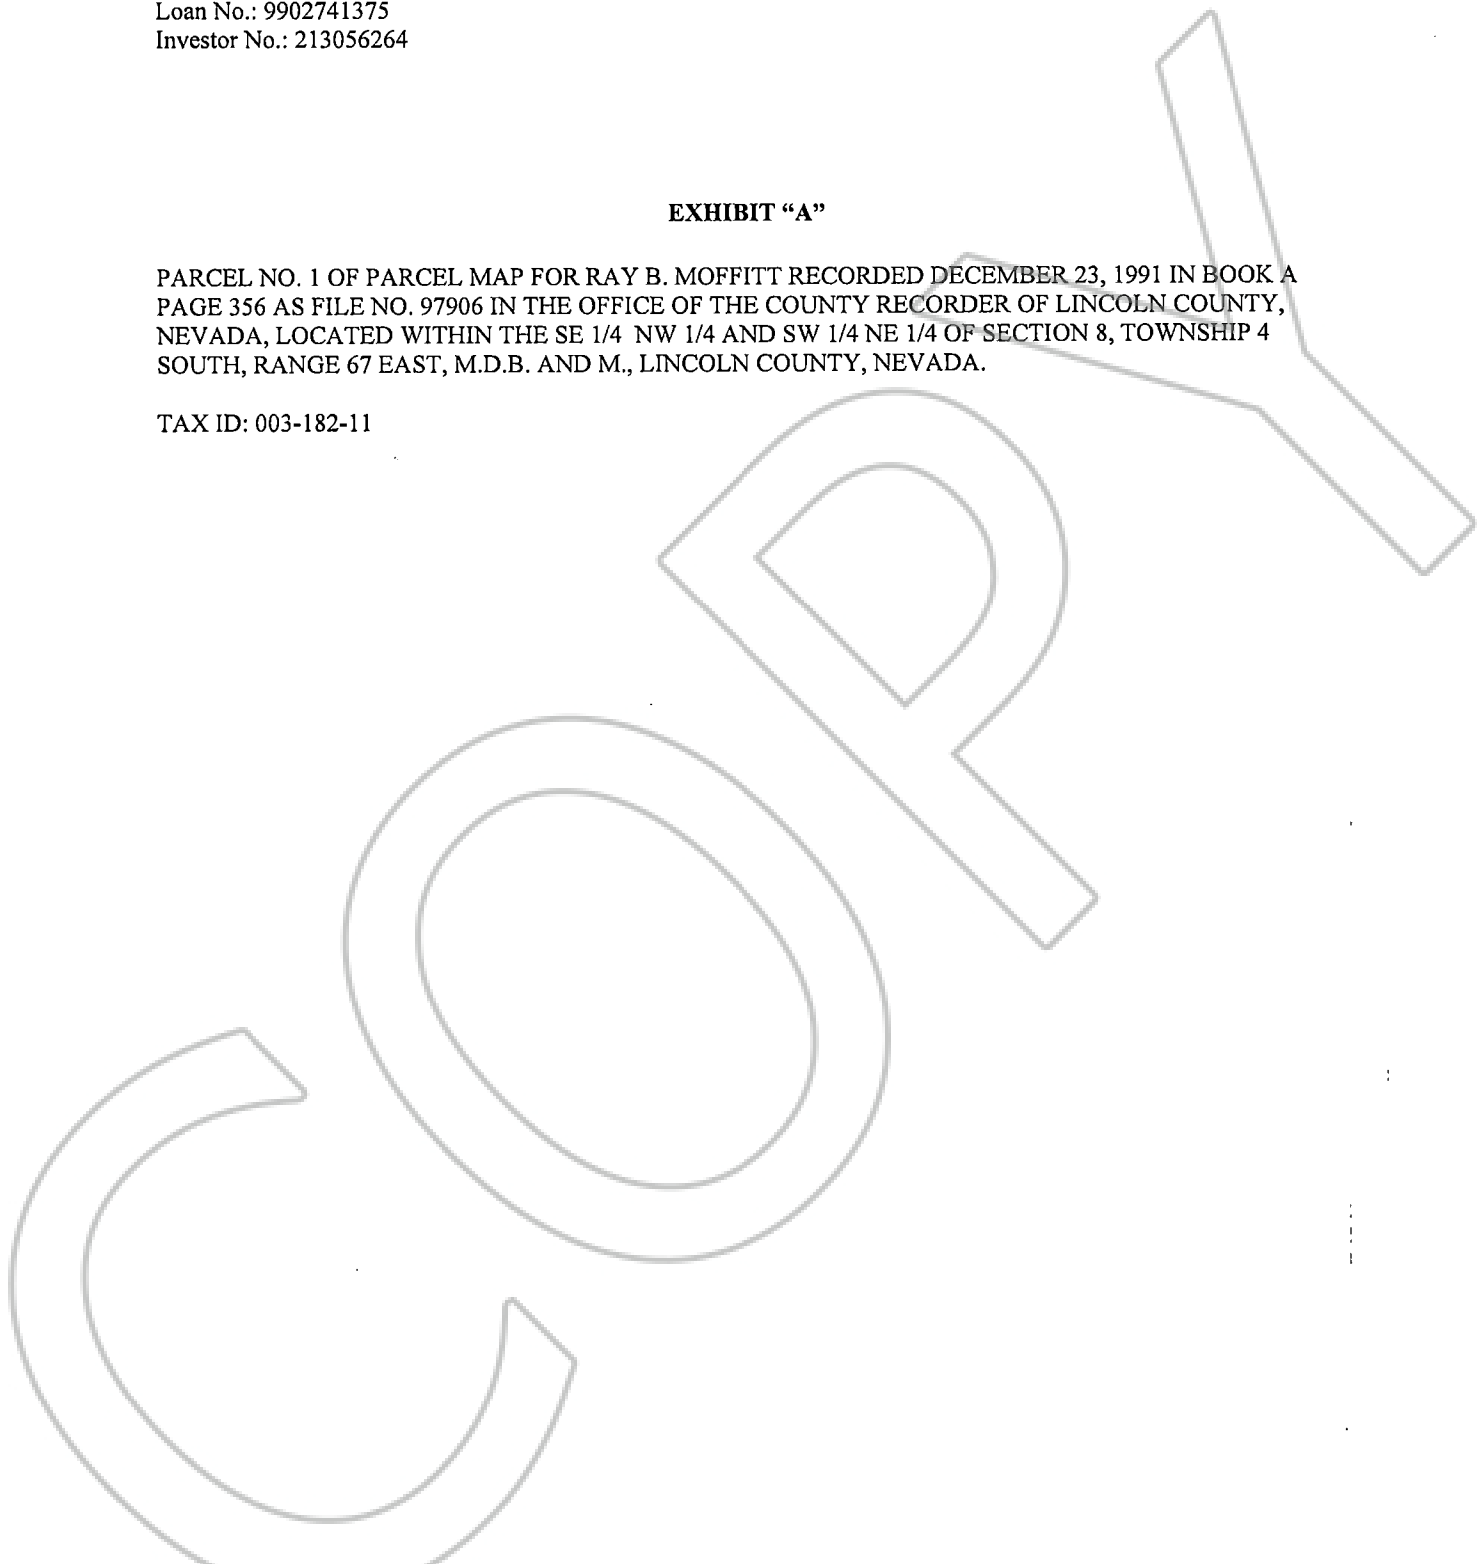 Loan No.: 9902741375
Investor No.: 213056264
EXHIBIT “A”
PARCEL NO. 1 OF PARCEL MAP FOR RAY B. MOFFITT RECORDED DECEMBER 23, 1991 IN BOOK A
PAGE 356 AS FILE NO. 97906 IN THE OFFICE OF THE COUNTY RECORDER OF LINCOLN COUNTY,
NEVADA, LOCATED WITHIN THE SE 1/4  NW 1/4 AND SW 1/4 NE 1/4 OF SECTION 8, TOWNSHIP 4
SOUTH, RANGE 67 EAST, M.D.B. AND M., LINCOLN COUNTY, NEVADA.
TAX ID: 003-182-11
COPY